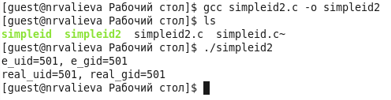 [guest@nrvalieva Рабочий стол]$ gcc simpleid2.c -o simpleid2
[guest@nrvalieva Рабочий стол]$ ls
simpleid  simpleid2  simpleid2.c  simpleid.c~
[guest@nrvalieva Рабочий стол]$ ./simpleid2
e_uid=501, e_gid=501
real_uid=501, real_gid=501
[guest@nrvalieva Рабочий стол]$